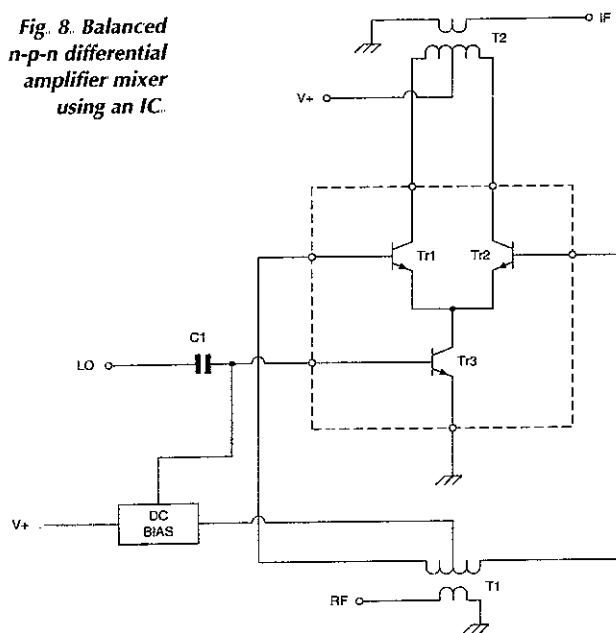 Fig. 8. Balanced
n-p-n differential
amplifier mixer
using an IC.
T2
IF
V+
Tr1
Tr2
C1
LO
Tr3
V+
DC
BIAS
T1
RF